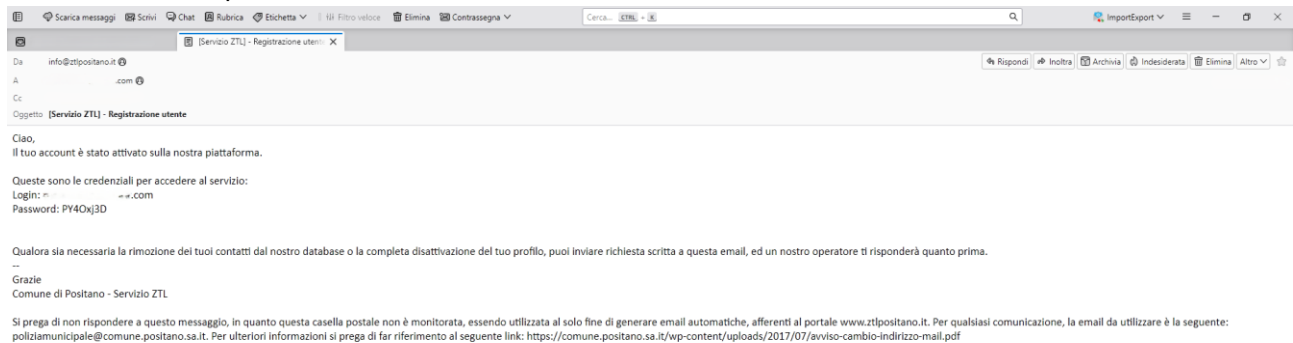 Scarica messaggi Scrivi Chat Rubrica Etichetta Filtro veloce Elimina Contrassegna Cerca... CTRL + K ImportExport
[Servizio ZTL] - Registrazione utente
Da info@ztlpositano.it Rispondi Inoltra Archivia Indesiderata Elimina Altro
A .com
Cc
Oggetto [Servizio ZTL] - Registrazione utente
Ciao,
Il tuo account è stato attivato sulla nostra piattaforma.
Queste sono le credenziali per accedere al servizio:
Login: .com
Password: PY4Oxj3D
Qualora sia necessaria la rimozione dei tuoi contatti dal nostro database o la completa disattivazione del tuo profilo, puoi inviare richiesta scritta a questa email, ed un nostro operatore ti risponderà quanto prima.
--
Grazie
Comune di Positano - Servizio ZTL
Si prega di non rispondere a questo messaggio, in quanto questa casella postale non è monitorata, essendo utilizzata al solo fine di generare email automatiche, afferenti al portale www.ztlpositano.it. Per qualsiasi comunicazione, la email da utilizzare è la seguente:
poliziamunicipale@comune.positano.sa.it. Per ulteriori informazioni si prega di far riferimento al seguente link: https://comune.positano.sa.it/wp-content/uploads/2017/07/avviso-cambio-indirizzo-mail.pdf